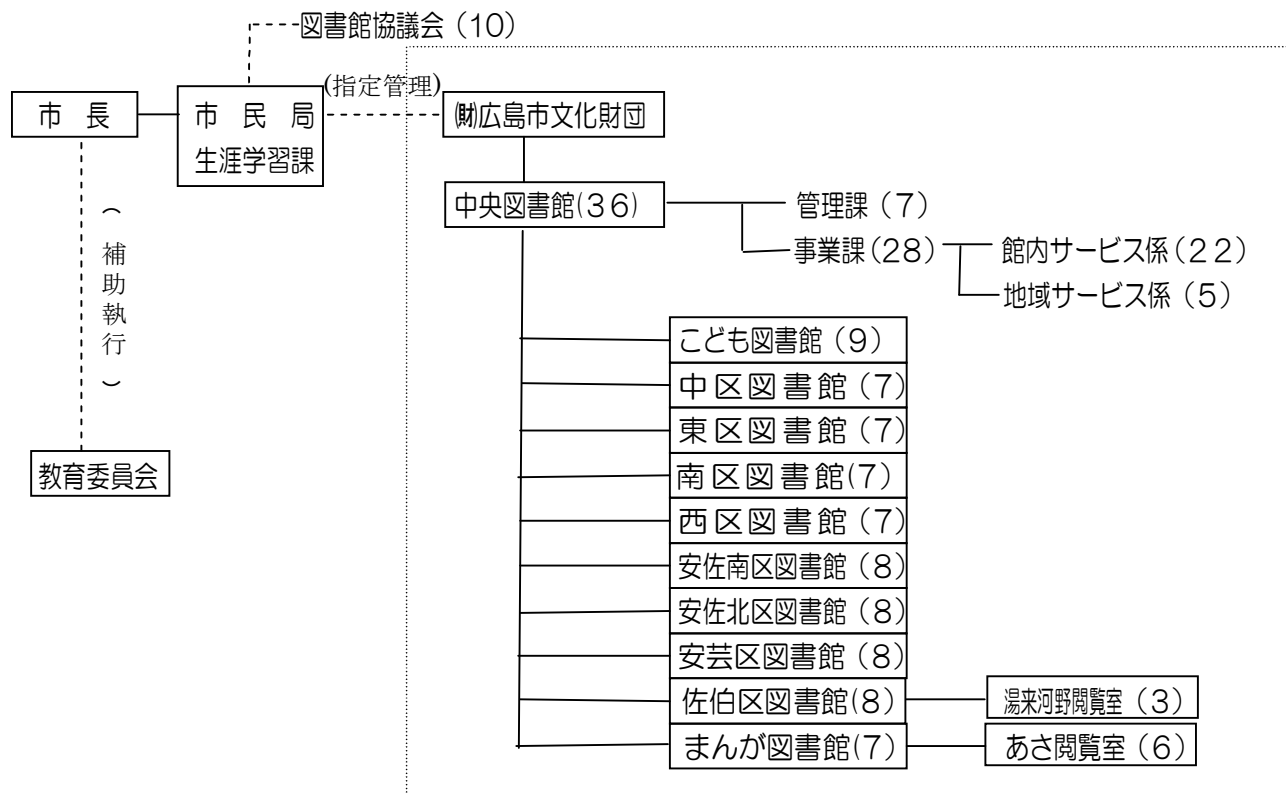 図書館協議会（10）
(指定管理)
市　長
市　民　局
生涯学習課
㈶広島市文化財団
中央図書館(３６)
管理課（7）
事業課(28)
館内サービス係(２２)
地域サービス係（5）
（補助執行）
教育委員会
こども図書館（9）
中 区 図 書 館（7）
東 区 図 書 館（7）
南 区 図 書 館(7）
西 区 図 書 館（7）
安佐南区図書館（8）
安佐北区図書館（8）
安芸区図書館（8）
佐伯区図書館(8）
湯来河野閲覧室（3）
まんが図書館(7）
あさ閲覧室（6）